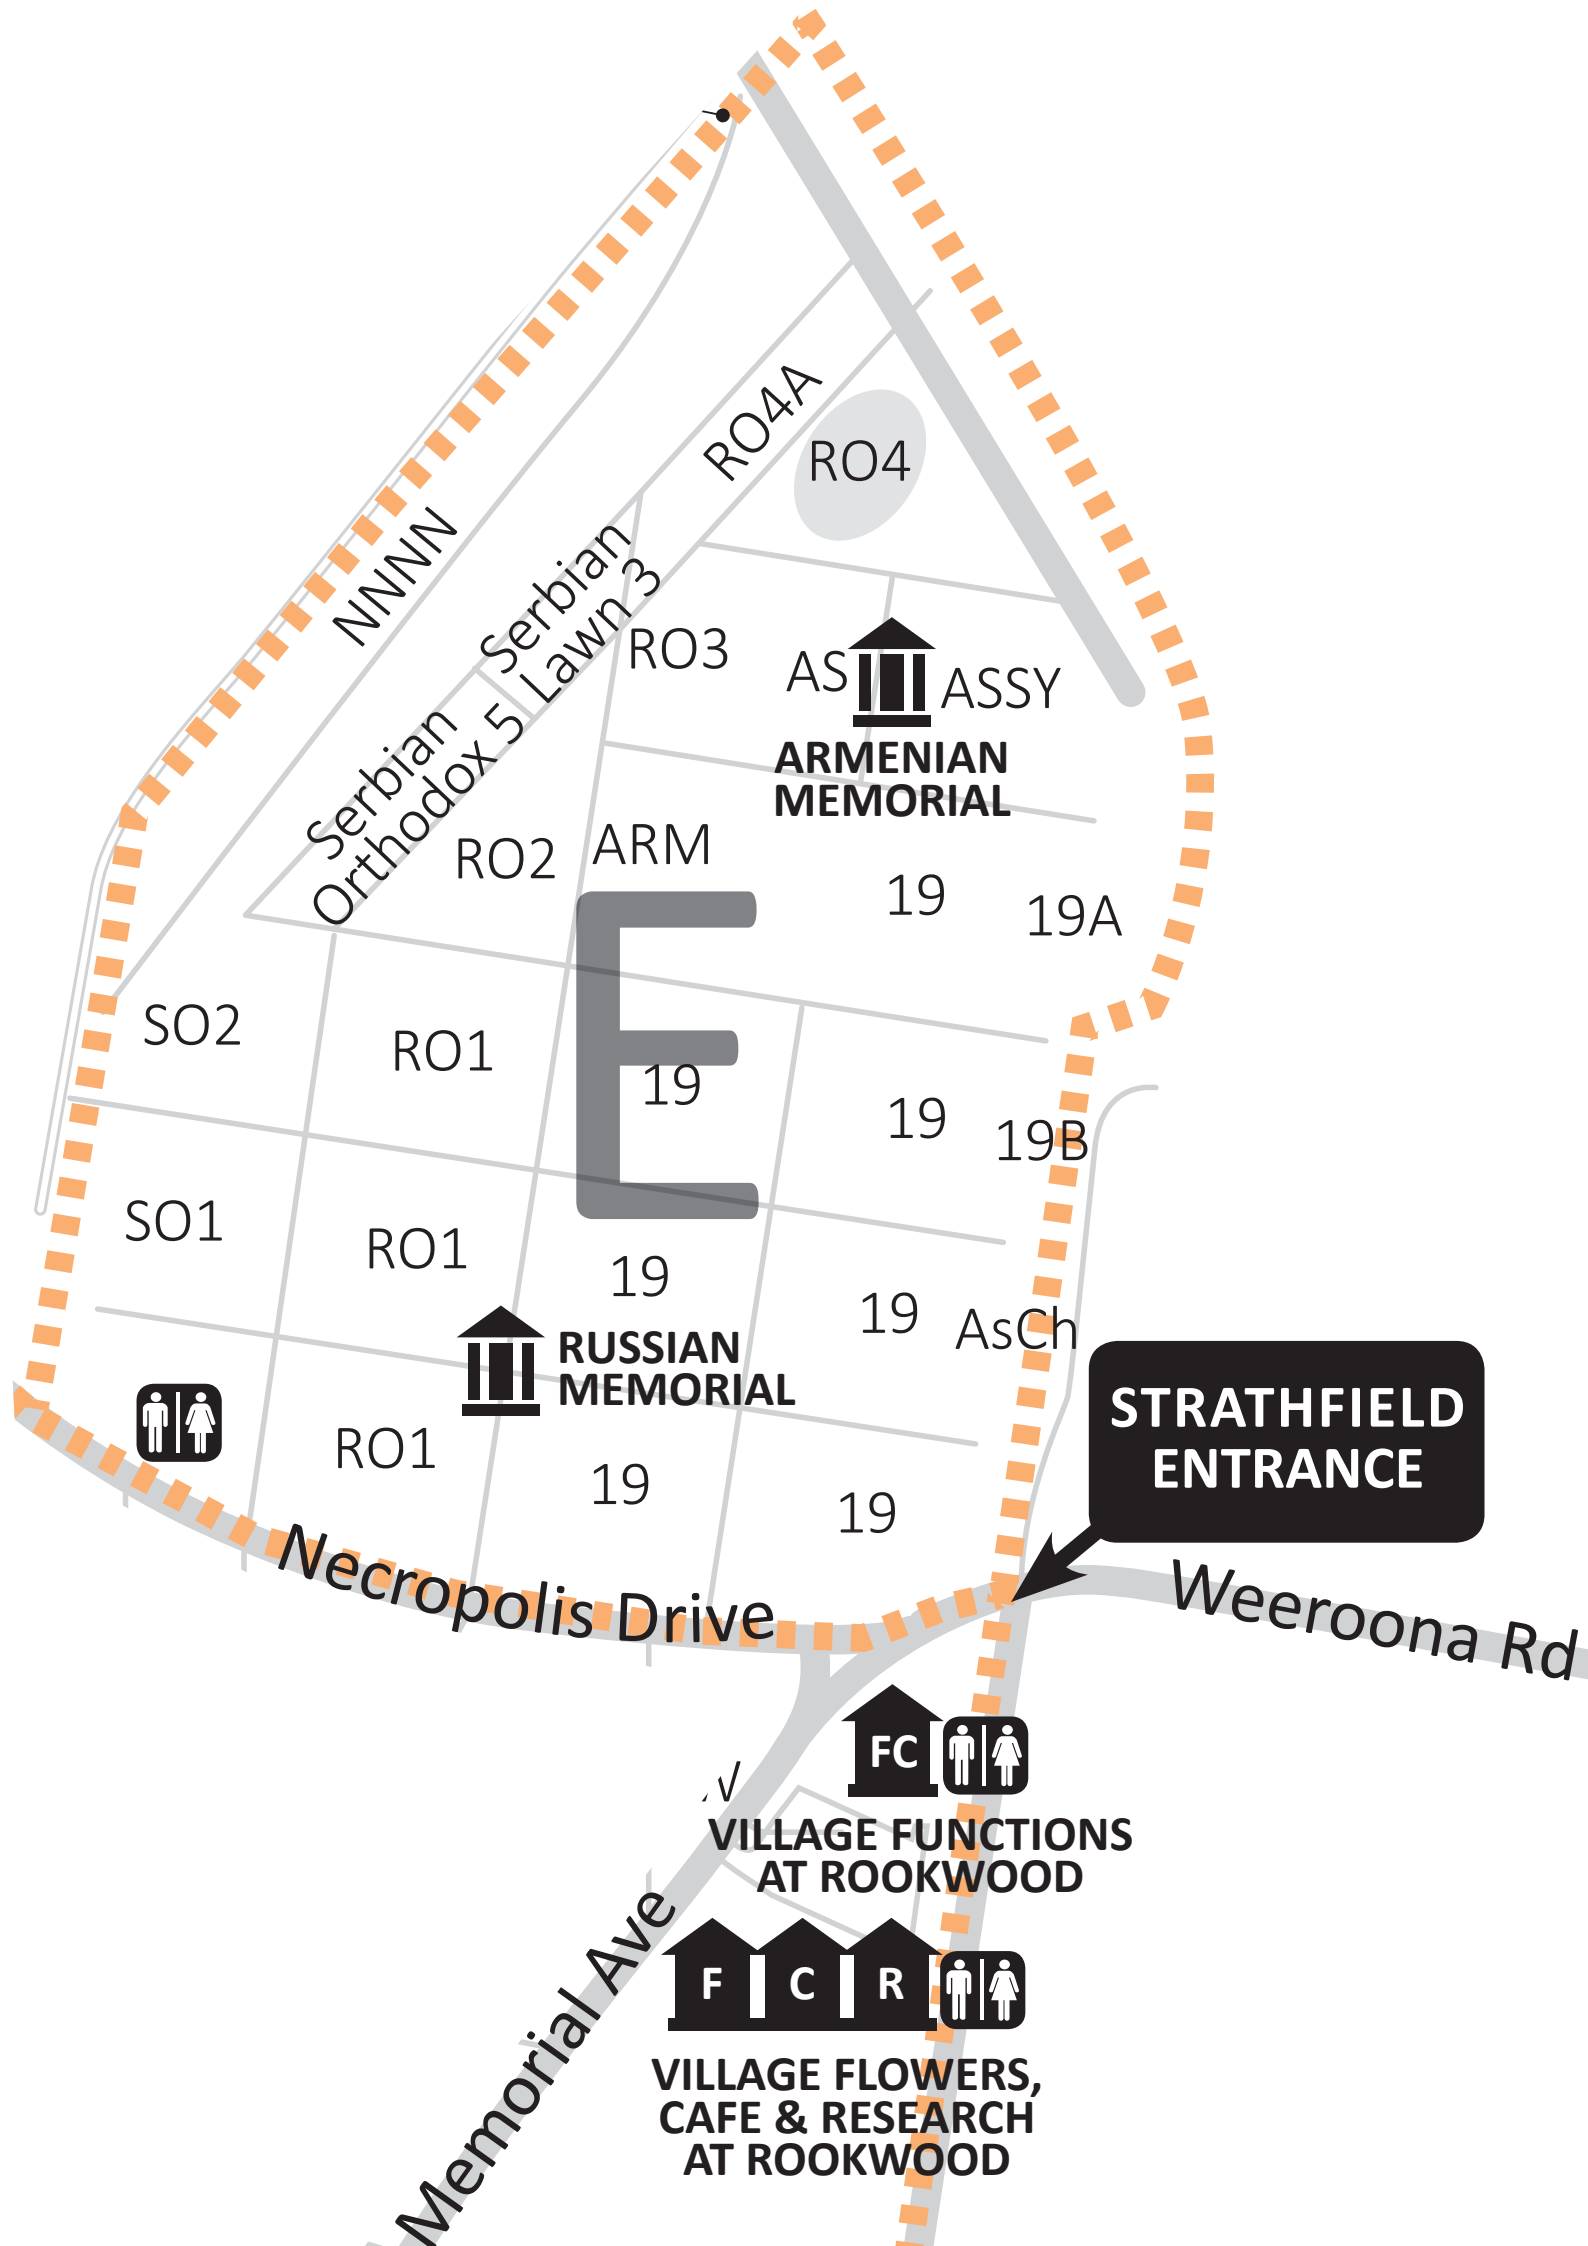 RO4A
RO4
NNNN
Serbian
Lawn 3
RO3
AS
ASSY
ARMENIAN
MEMORIAL
Serbian
Orthodox 5
RO2
ARM
19
19A
E
SO2
RO1
19
19
19B
SO1
RO1
19
19
AsCh
RUSSIAN
MEMORIAL
STRATHFIELD
ENTRANCE
RO1
19
19
Necropolis Drive
Weeroona Rd
FC
VILLAGE FUNCTIONS
AT ROOKWOOD
Memorial Ave
F C R
VILLAGE FLOWERS,
CAFE & RESEARCH
AT ROOKWOOD